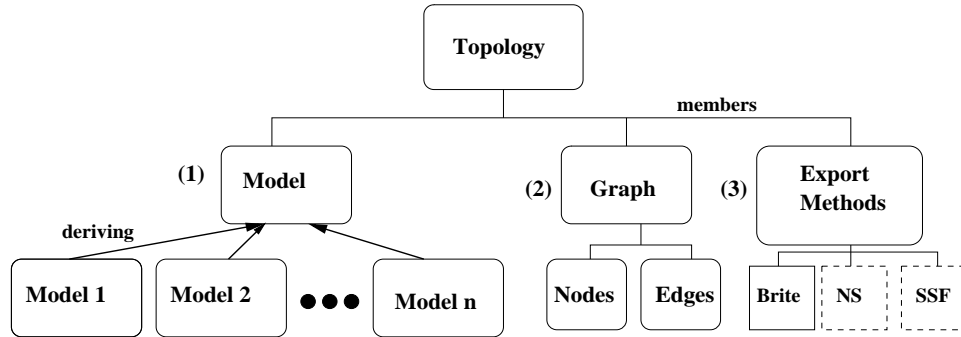 Topology
members
(1)
Model
(2)
Graph
(3)
Export
Methods
deriving
Model 1
Model 2
Model n
Nodes
Edges
Brite
NS
SSF